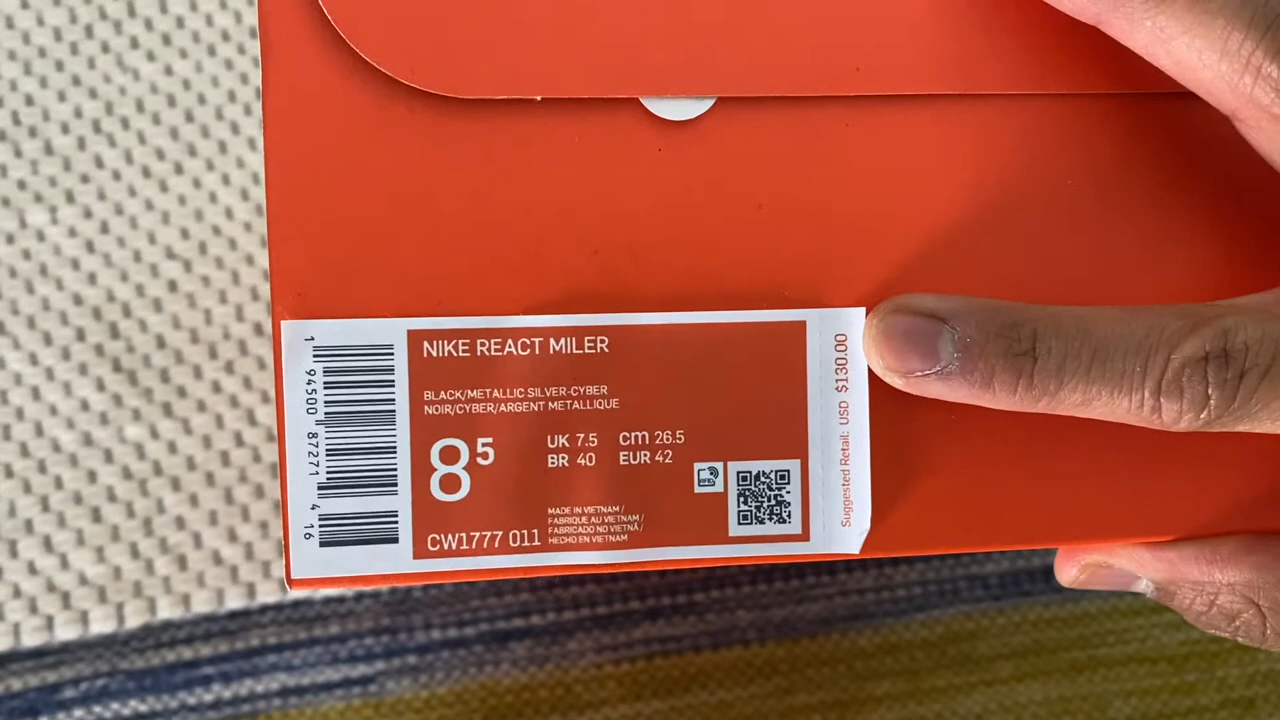 1 94500 87271 4 16
NIKE REACT MILER
BLACK/METALLIC SILVER-CYBER
NOIR/CYBER/ARGENT METALLIQUE
8⁵
UK 7.5 cm 26.5
BR 40 EUR 42
RFID
MADE IN VIETNAM /
FABRIQUE AU VIETNAM /
FABRICADO NO VIETNÃ /
HECHO EN VIETNAM
CW1777 011
Suggested Retail: USD $130.00